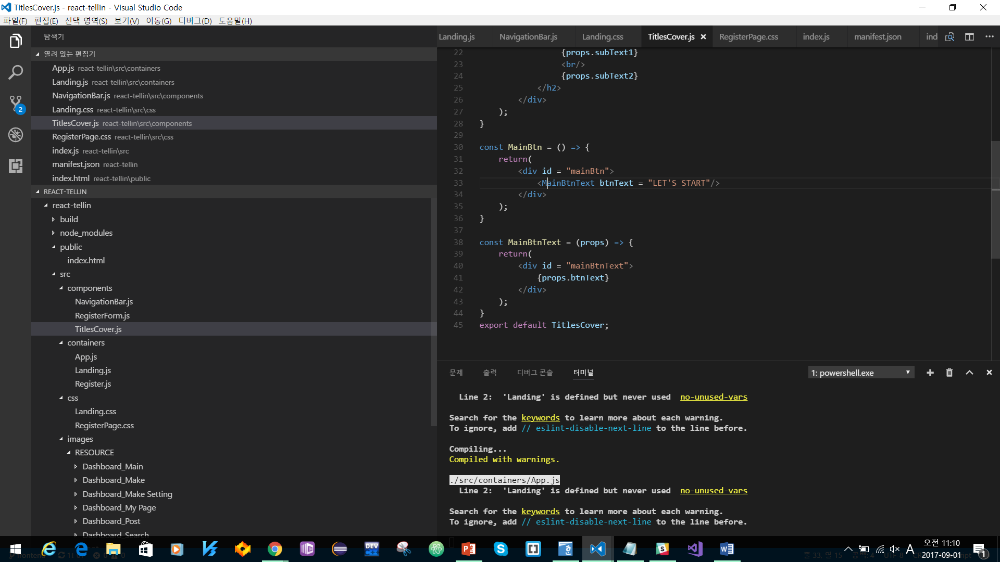 TitlesCover.js - react-tellin - Visual Studio Code
파일(F) 편집(E) 선택 영역(S) 보기(V) 이동(G) 디버그(D) 도움말(H)
탐색기
열려 있는 편집기
App.js react-tellin\src\containers
Landing.js react-tellin\src\containers
NavigationBar.js react-tellin\src\components
Landing.css react-tellin\src\css
TitlesCover.js react-tellin\src\components
RegisterPage.css react-tellin\src\css
index.js react-tellin\src
manifest.json react-tellin
index.html react-tellin\public
2
REACT-TELLIN
react-tellin
build
node_modules
public
index.html
src
components
NavigationBar.js
RegisterForm.js
TitlesCover.js
containers
App.js
Landing.js
Register.js
css
Landing.css
RegisterPage.css
images
RESOURCE
Dashboard_Main
Dashboard_Make
Dashboard_Make Setting
Dashboard_My Page
Dashboard_Post
Dashboard_Search
Landing.js NavigationBar.js Landing.css TitlesCover.js RegisterPage.css index.js manifest.json ind
22 {props.subText1}
23 <br/>
24 {props.subText2}
25 </h2>
26 </div>
27 );
28 }
29
30 const MainBtn = () => {
31 return(
32 <div id = "mainBtn">
33 <MainBtnText btnText = "LET'S START"/>
34 </div>
35 );
36 }
37
38 const MainBtnText = (props) => {
39 return(
40 <div id = "mainBtnText">
41 {props.btnText}
42 </div>
43 );
44 }
45 export default TitlesCover;
문제 출력 디버그 콘솔 터미널 1: powershell.exe
Line 2: 'Landing' is defined but never used no-unused-vars
Search for the keywords to learn more about each warning.
To ignore, add // eslint-disable-next-line to the line before.
Compiling...
Compiled with warnings.
./src/containers/App.js
Line 2: 'Landing' is defined but never used no-unused-vars
Search for the keywords to learn more about each warning.
To ignore, add // eslint-disable-next-line to the line before.
DEV
A
오전 11:10
2017-09-01
1
frontend
줄 33, 열 15 공백: 4 UTF-8